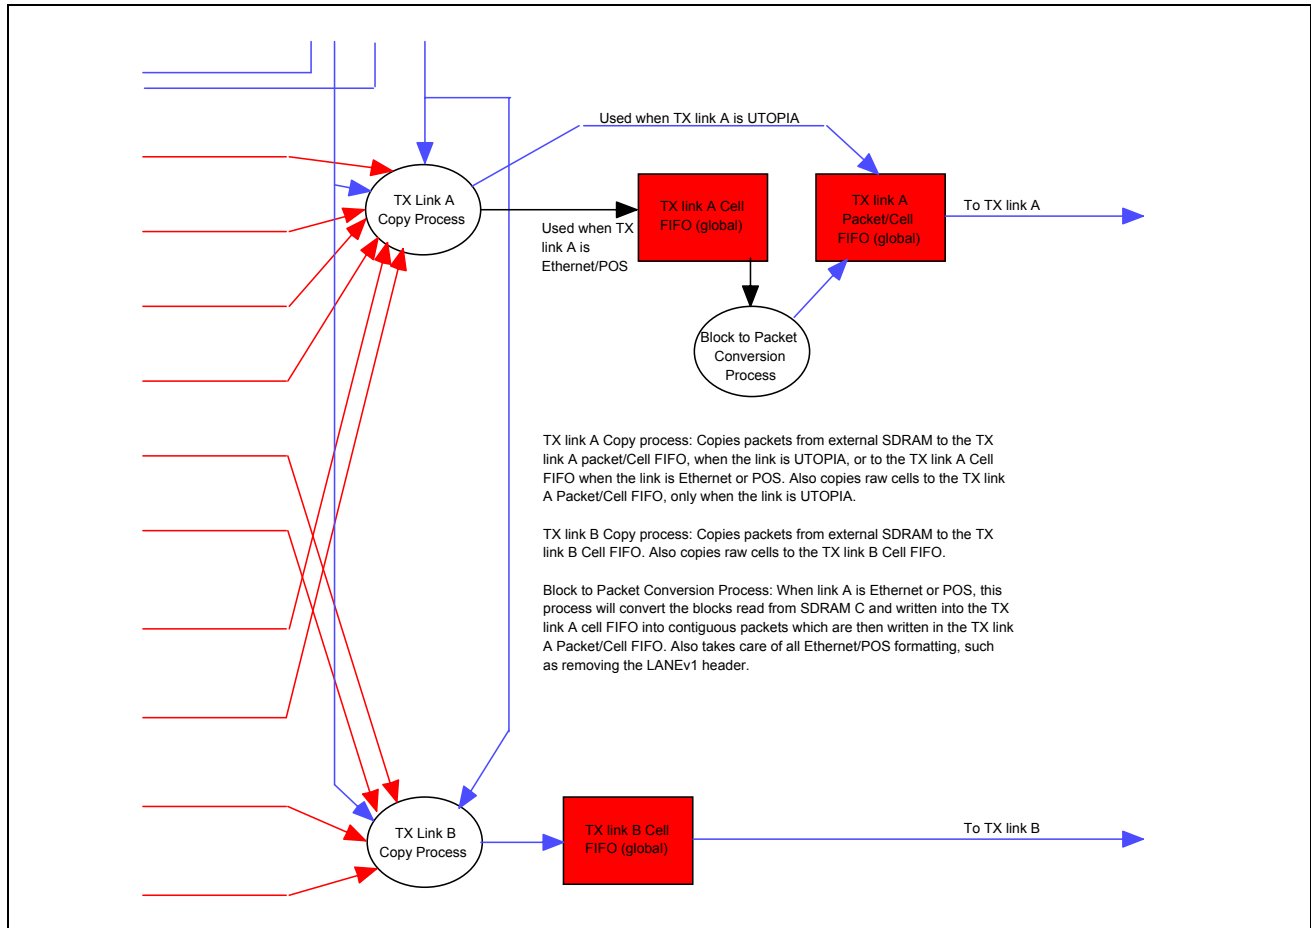 Used when TX link A is UTOPIA
TX Link A
Copy Process
TX link A Cell
FIFO (global)
TX link A
Packet/Cell
FIFO (global)
To TX link A
Used when TX
link A is
Ethernet/POS
Block to Packet
Conversion
Process
TX link A Copy process: Copies packets from external SDRAM to the TX
link A packet/Cell FIFO, when the link is UTOPIA, or to the TX link A Cell
FIFO when the link is Ethernet or POS. Also copies raw cells to the TX link
A Packet/Cell FIFO, only when the link is UTOPIA.
TX link B Copy process: Copies packets from external SDRAM to the TX
link B Cell FIFO. Also copies raw cells to the TX link B Cell FIFO.
Block to Packet Conversion Process: When link A is Ethernet or POS, this
process will convert the blocks read from SDRAM C and written into the TX
link A cell FIFO into contiguous packets which are then written in the TX link
A Packet/Cell FIFO. Also takes care of all Ethernet/POS formatting, such
as removing the LANEv1 header.
TX Link B
Copy Process
TX link B Cell
FIFO (global)
To TX link B